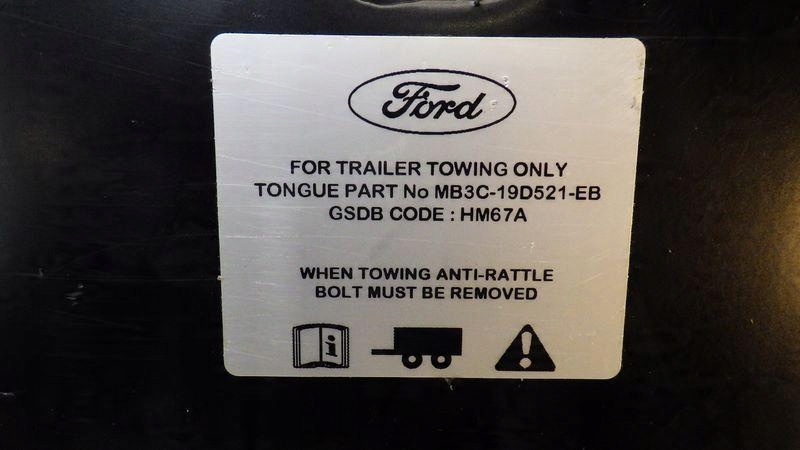 Ford
FOR TRAILER TOWING ONLY
TONGUE PART No MB3C-19D521-EB
GSDB CODE : HM67A
WHEN TOWING ANTI-RATTLE
BOLT MUST BE REMOVED
i
!